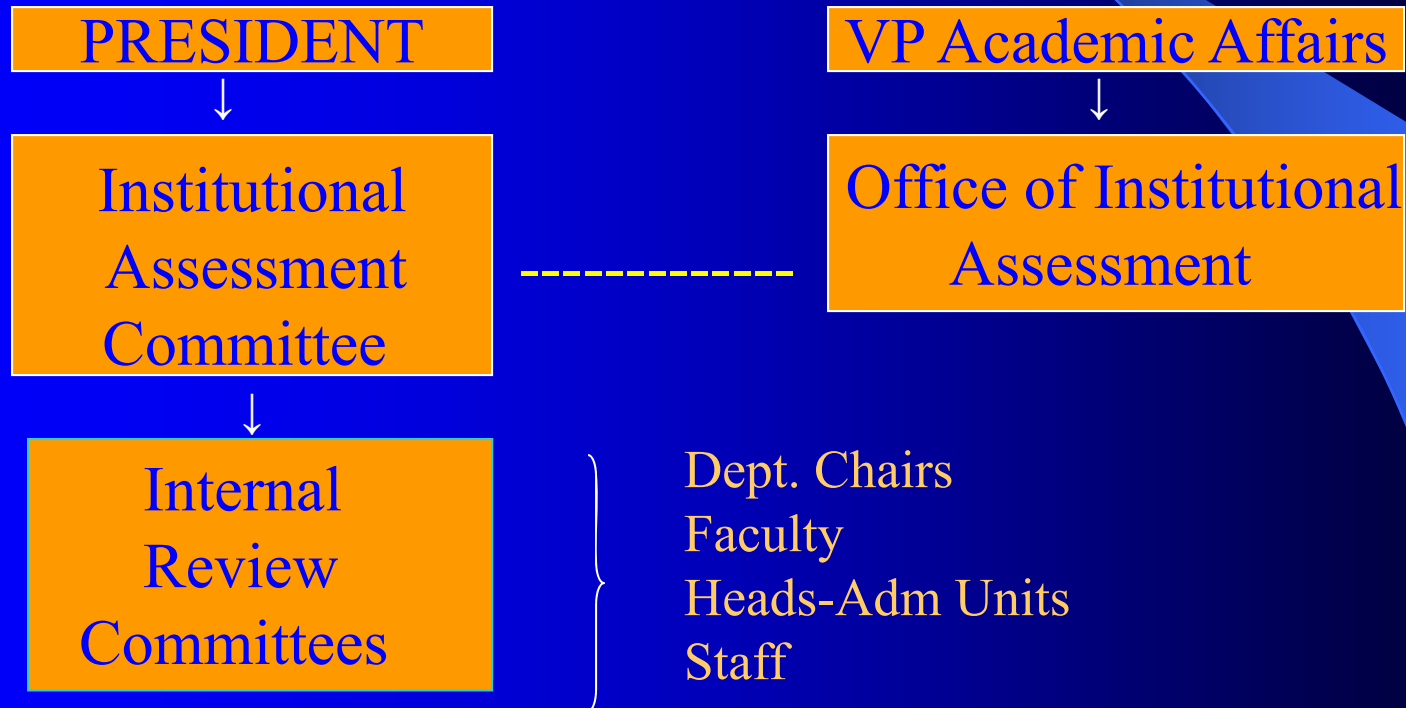 PRESIDENT
VP Academic Affairs
Institutional
Assessment
Committee
Office of Institutional
Assessment
Internal
Review
Committees
Dept. Chairs
Faculty
Heads-Adm Units
Staff